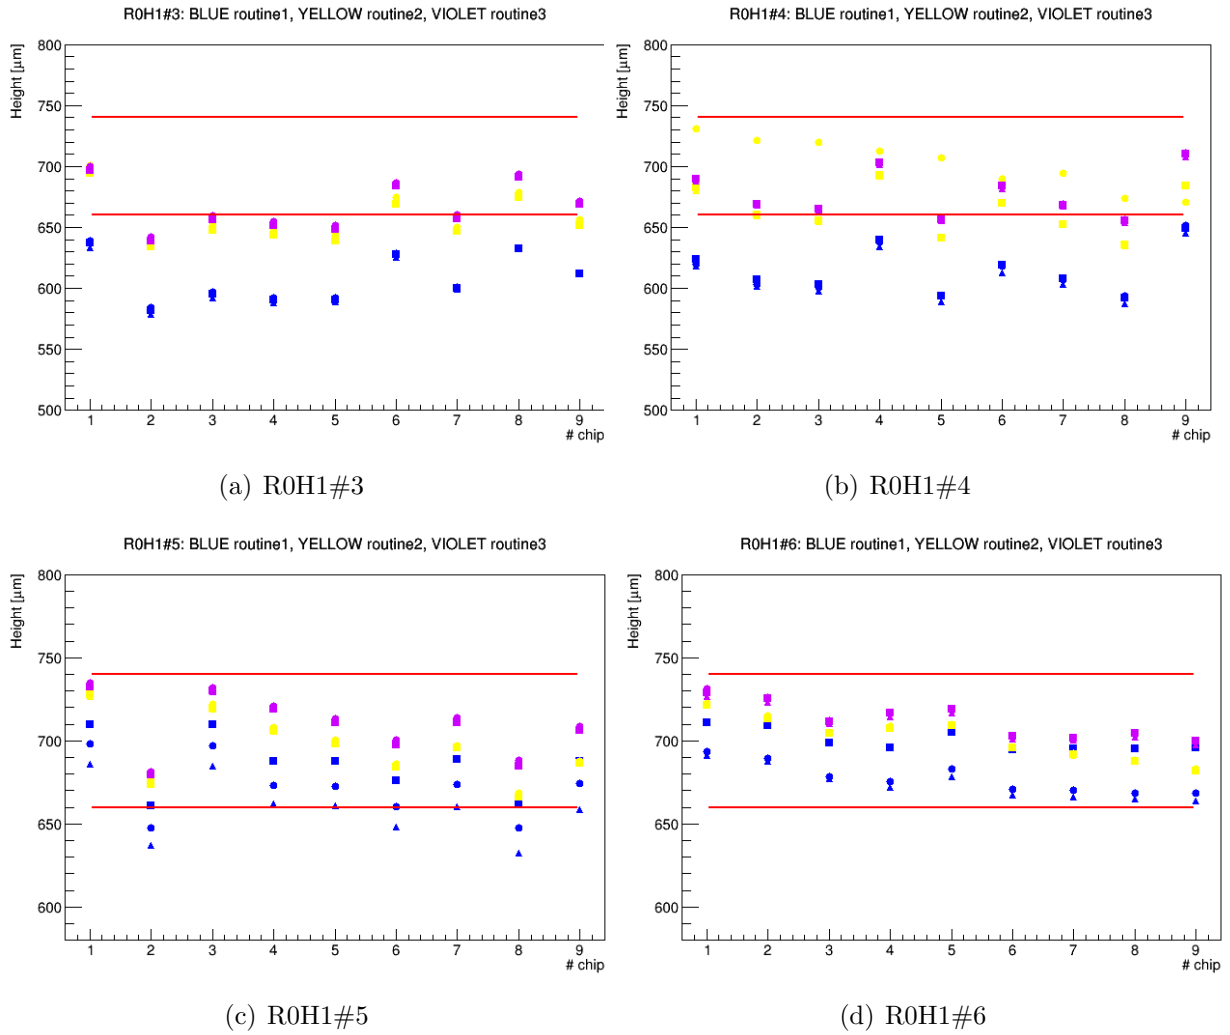 R0H1#3: BLUE routine1, YELLOW routine2, VIOLET routine3
Height [μm]
800
750
700
650
600
550
500
1 2 3 4 5 6 7 8 9
# chip
(a) R0H1#3
R0H1#4: BLUE routine1, YELLOW routine2, VIOLET routine3
Height [μm]
800
750
700
650
600
550
500
1 2 3 4 5 6 7 8 9
# chip
(b) R0H1#4
R0H1#5: BLUE routine1, YELLOW routine2, VIOLET routine3
Height [μm]
800
750
700
650
600
1 2 3 4 5 6 7 8 9
# chip
(c) R0H1#5
R0H1#6: BLUE routine1, YELLOW routine2, VIOLET routine3
Height [μm]
800
750
700
650
600
1 2 3 4 5 6 7 8 9
# chip
(d) R0H1#6